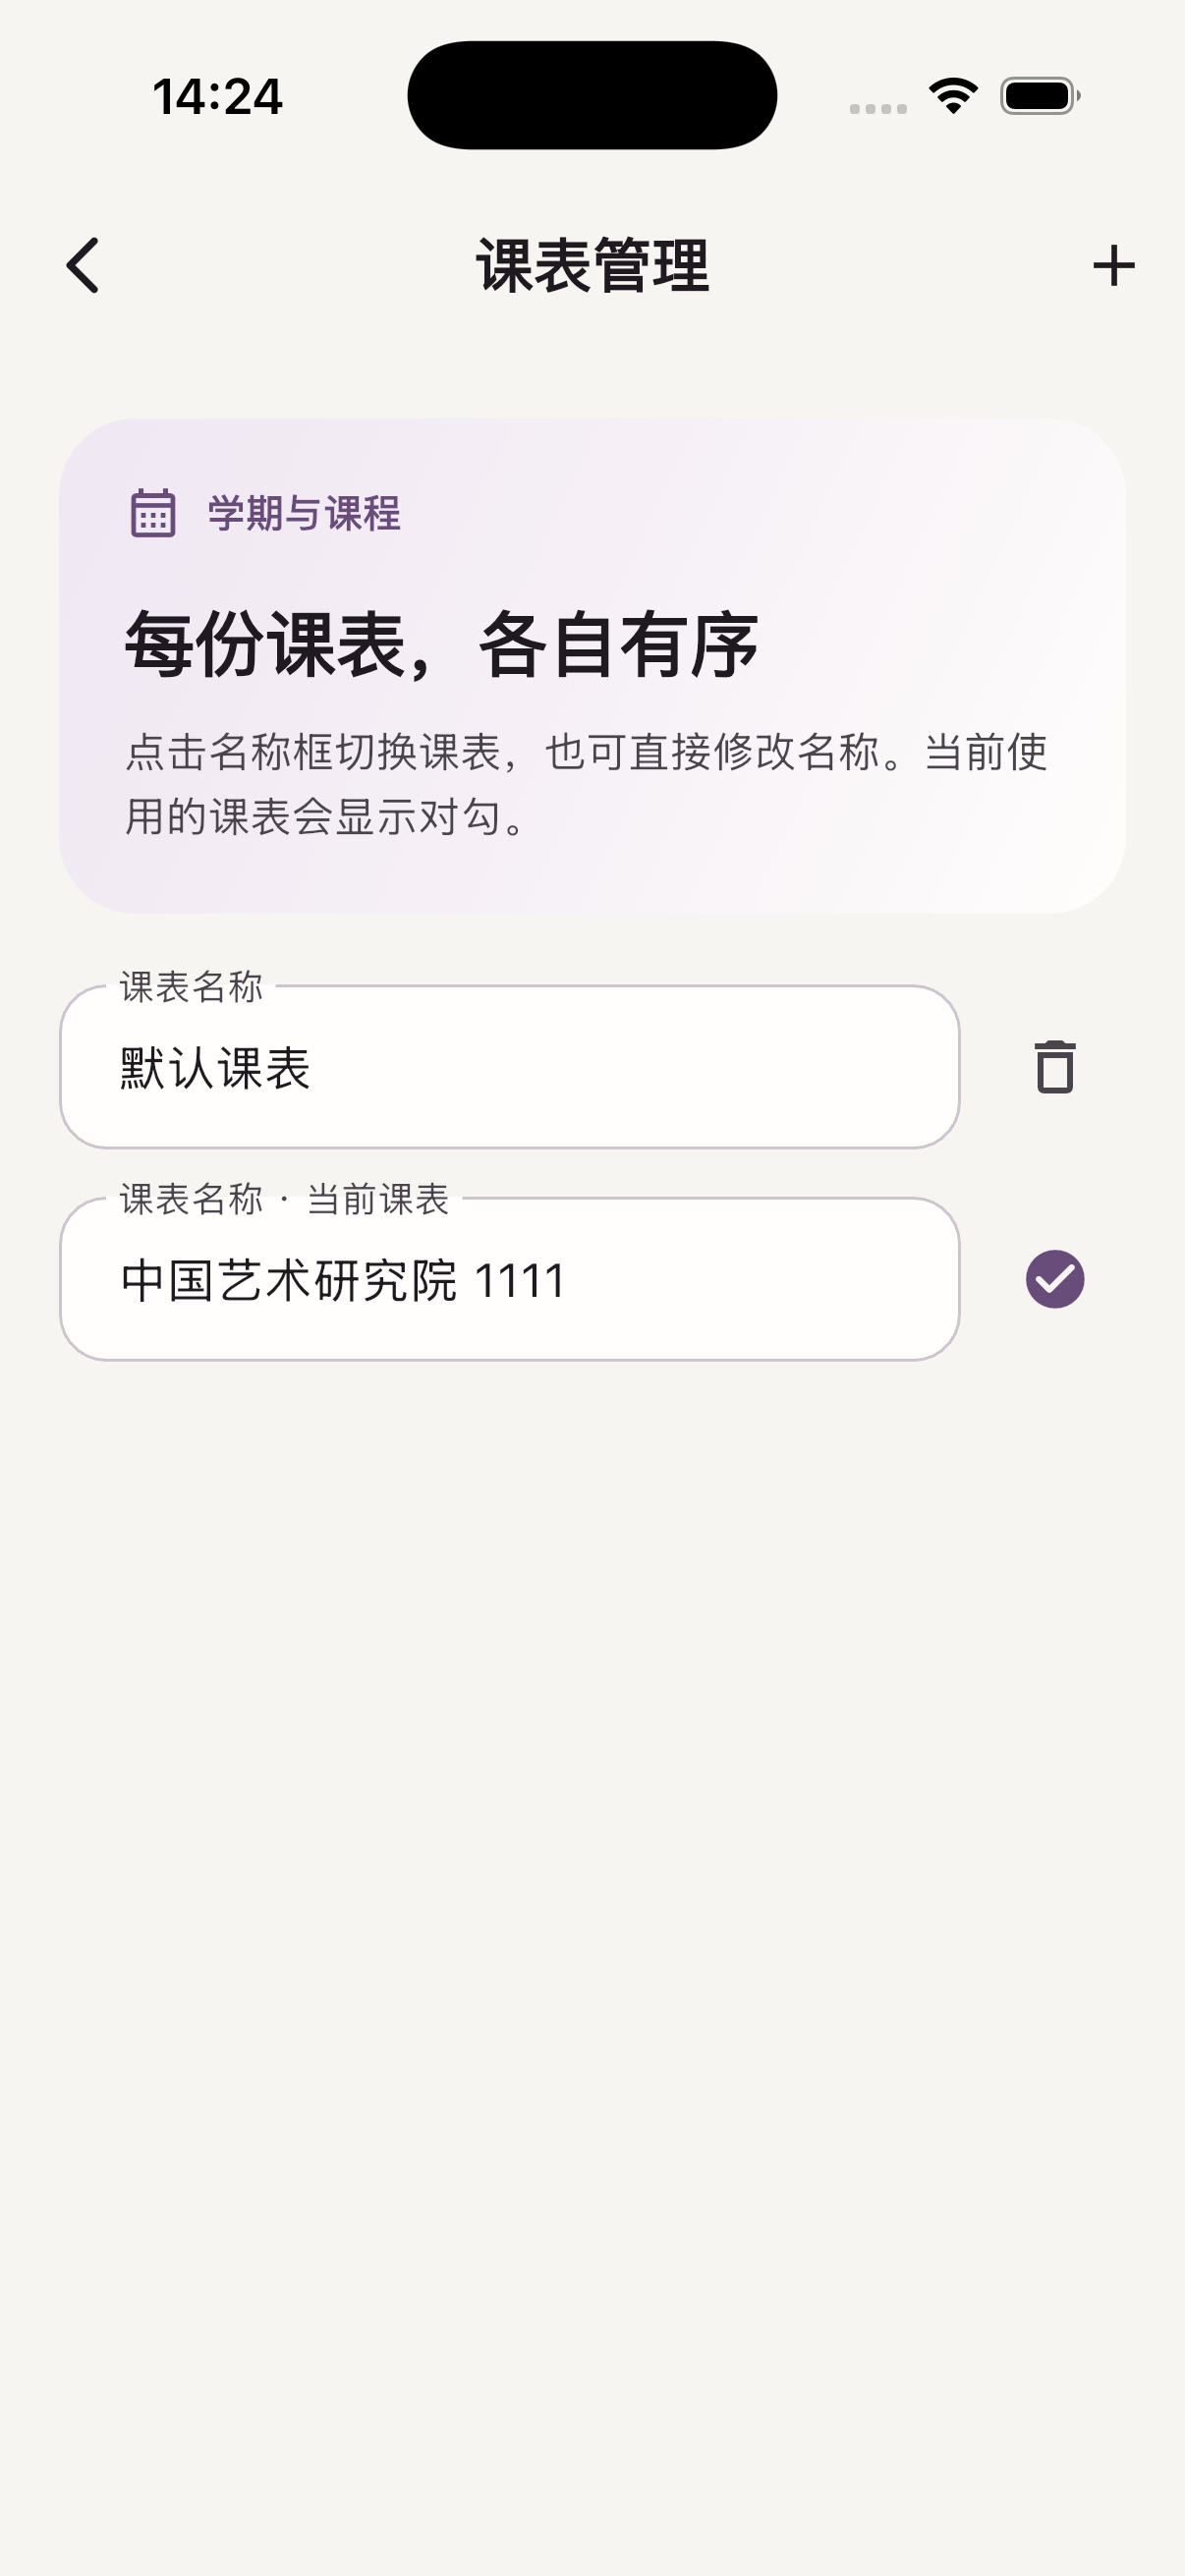 14:24
课表管理
学期与课程
每份课表，各自有序
点击名称框切换课表，也可直接修改名称。当前使
用的课表会显示对勾。
课表名称
默认课表
课表名称 · 当前课表
中国艺术研究院 1111